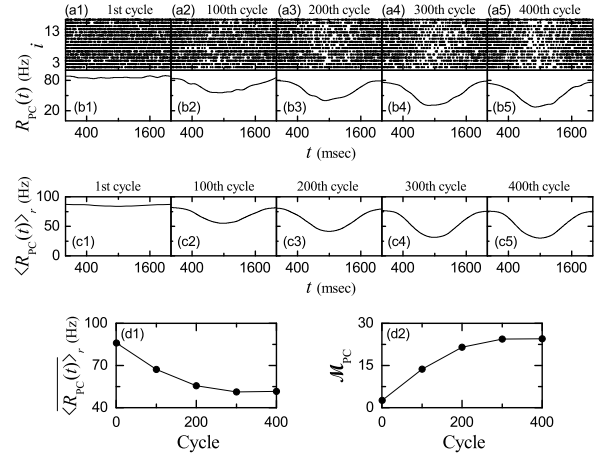 (a1) 1st cycle (a2) 100th cycle (a3) 200th cycle (a4) 300th cycle (a5) 400th cycle
i 13
3
R_PC(t) (Hz) 80
20
(b1) (b2) (b3) (b4) (b5)
400 1600 400 1600 400 1600 400 1600 400 1600
t (msec)
1st cycle 100th cycle 200th cycle 300th cycle 400th cycle
⟨R_PC(t)⟩_r (Hz) 100
50
0
(c1) (c2) (c3) (c4) (c5)
400 1600 400 1600 400 1600 400 1600 400 1600
t (msec)
(d1) (d2)
⟨R_PC(t)⟩_r (Hz) 100 70 40
ℳ_PC 30 15 0
0 200 400 0 200 400
Cycle Cycle